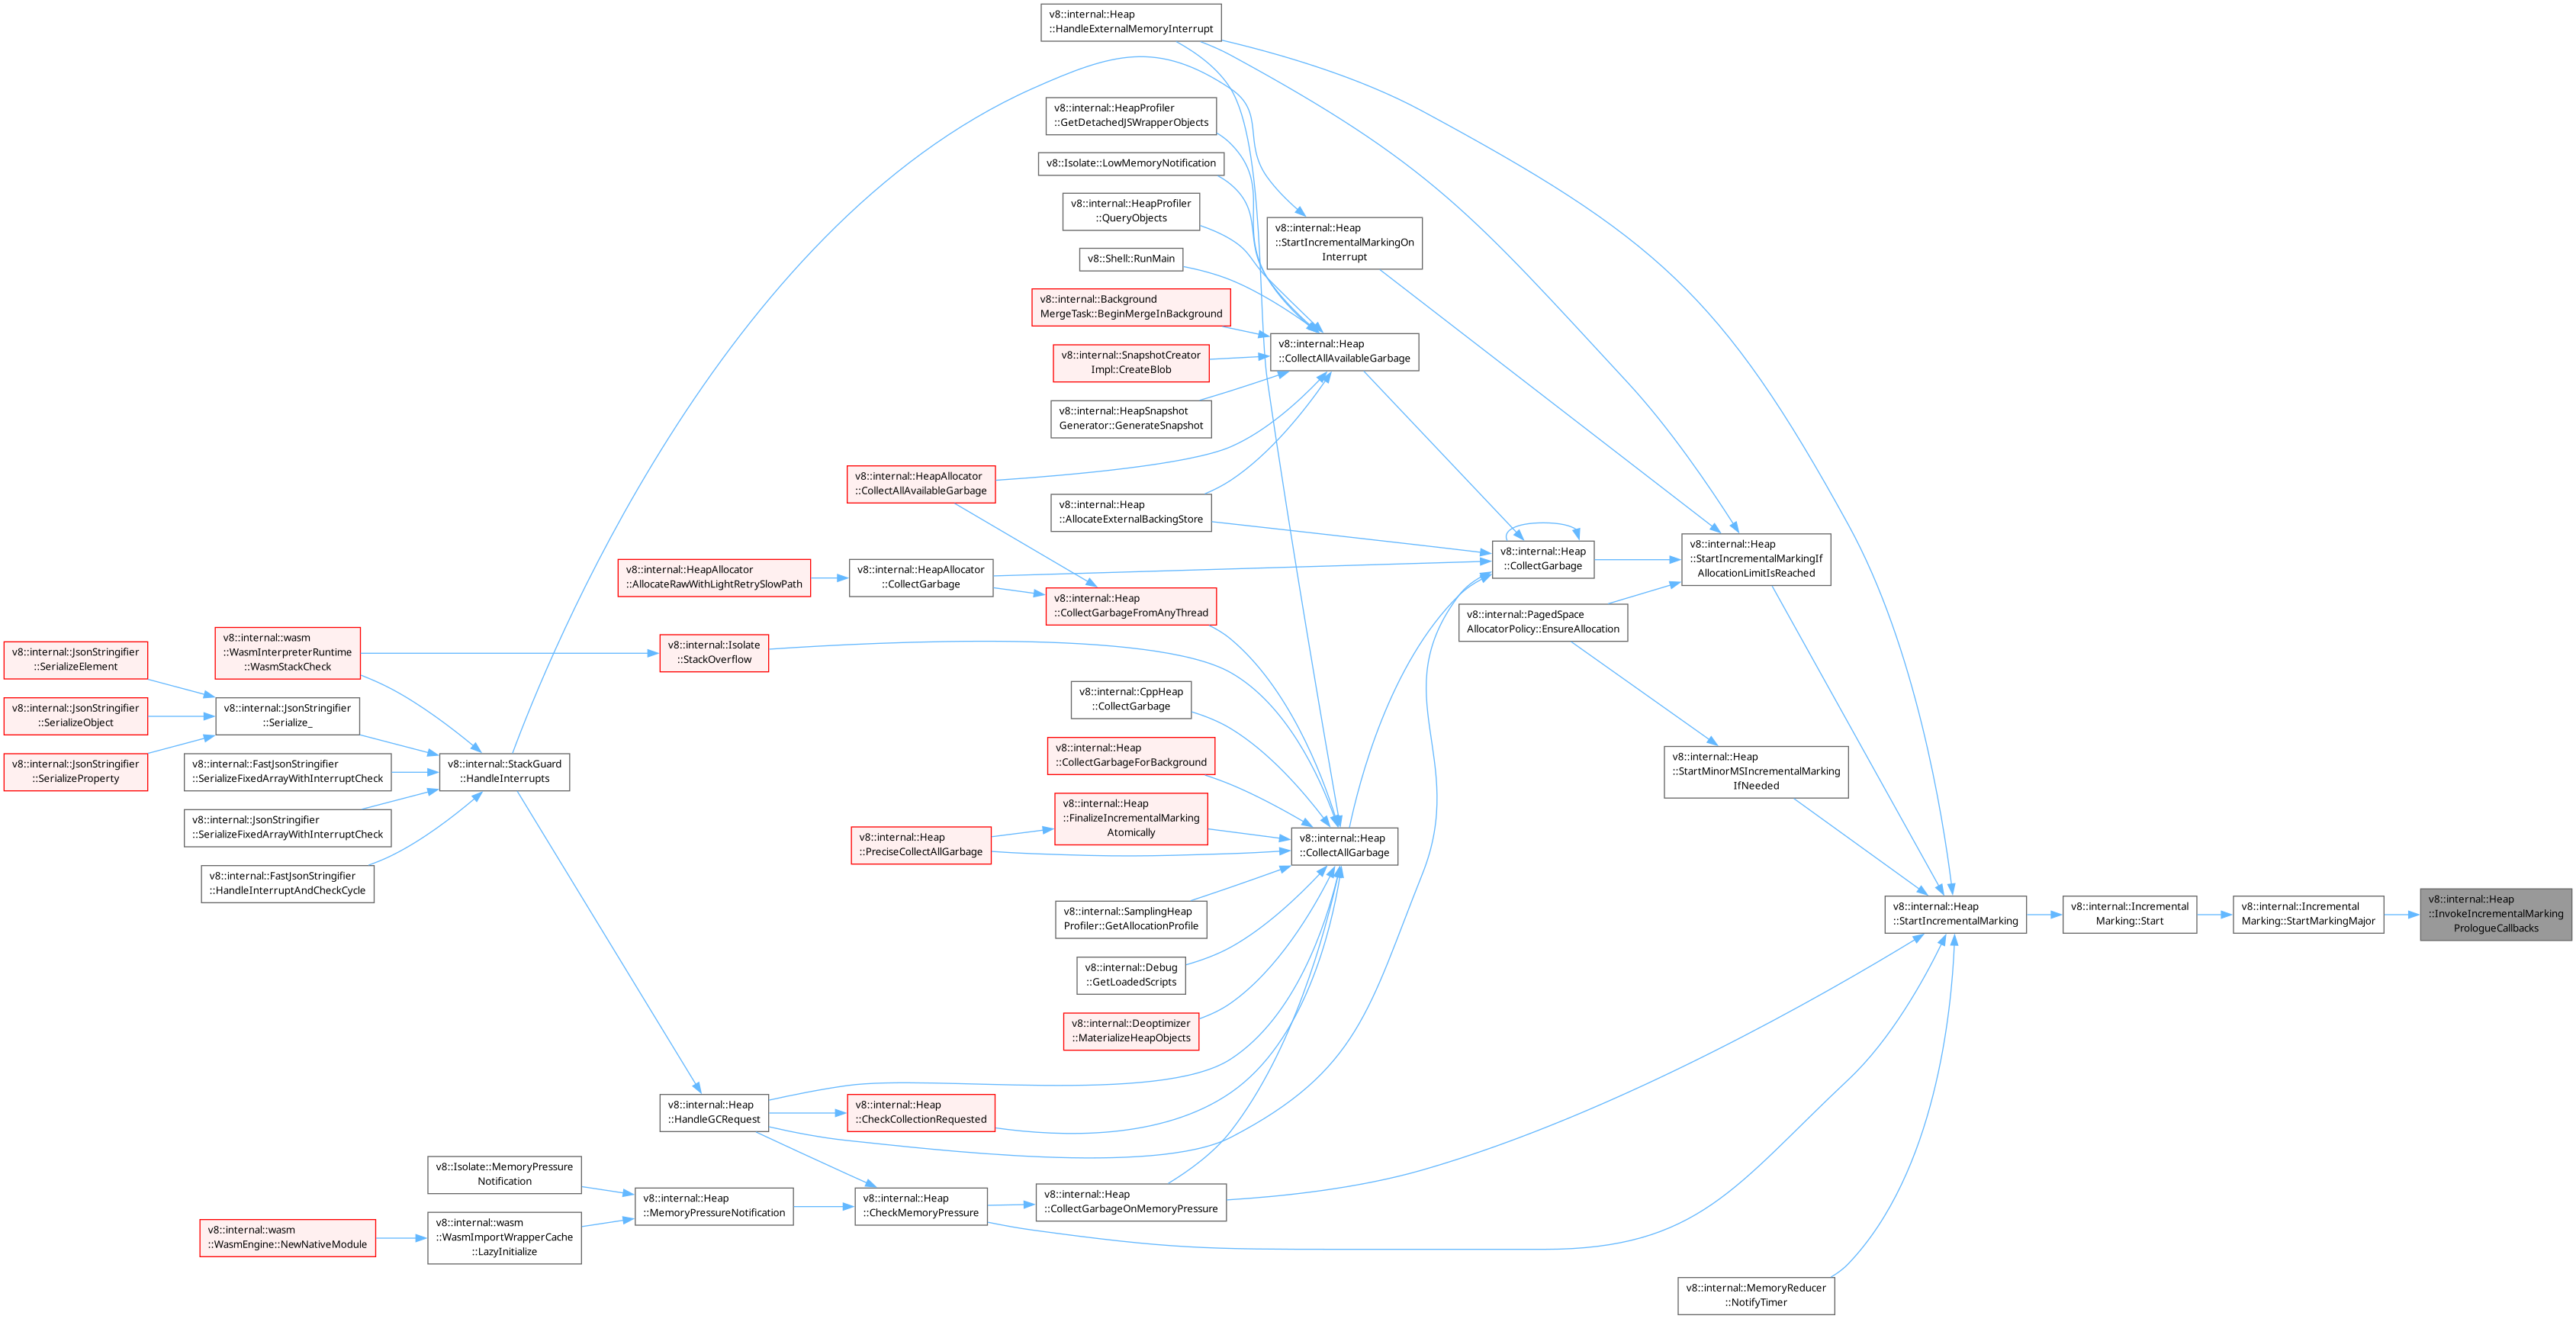 v8::internal::Heap
::HandleExternalMemoryInterrupt
v8::internal::HeapProfiler
::GetDetachedJSWrapperObjects
v8::Isolate::LowMemoryNotification
v8::internal::HeapProfiler
::QueryObjects
v8::internal::Heap
::StartIncrementalMarkingOn
Interrupt
v8::Shell::RunMain
v8::internal::Background
MergeTask::BeginMergeInBackground
v8::internal::Heap
::CollectAllAvailableGarbage
v8::internal::SnapshotCreator
Impl::CreateBlob
v8::internal::HeapSnapshot
Generator::GenerateSnapshot
v8::internal::HeapAllocator
::CollectAllAvailableGarbage
v8::internal::Heap
::AllocateExternalBackingStore
v8::internal::Heap
::CollectGarbage
v8::internal::Heap
::StartIncrementalMarkingIf
AllocationLimitIsReached
v8::internal::HeapAllocator
::AllocateRawWithLightRetrySlowPath
v8::internal::HeapAllocator
::CollectGarbage
v8::internal::Heap
::CollectGarbageFromAnyThread
v8::internal::PagedSpace
AllocatorPolicy::EnsureAllocation
v8::internal::JsonStringifier
::SerializeElement
v8::internal::wasm
::WasmInterpreterRuntime
::WasmStackCheck
v8::internal::Isolate
::StackOverflow
v8::internal::JsonStringifier
::SerializeObject
v8::internal::JsonStringifier
::Serialize_
v8::internal::CppHeap
::CollectGarbage
v8::internal::JsonStringifier
::SerializeProperty
v8::internal::FastJsonStringifier
::SerializeFixedArrayWithInterruptCheck
v8::internal::StackGuard
::HandleInterrupts
v8::internal::Heap
::CollectGarbageForBackground
v8::internal::Heap
::StartMinorMSIncrementalMarking
IfNeeded
v8::internal::JsonStringifier
::SerializeFixedArrayWithInterruptCheck
v8::internal::Heap
::FinalizeIncrementalMarking
Atomically
v8::internal::Heap
::PreciseCollectAllGarbage
v8::internal::Heap
::CollectAllGarbage
v8::internal::FastJsonStringifier
::HandleInterruptAndCheckCycle
v8::internal::SamplingHeap
Profiler::GetAllocationProfile
v8::internal::Heap
::StartIncrementalMarking
v8::internal::Incremental
Marking::Start
v8::internal::Incremental
Marking::StartMarkingMajor
v8::internal::Heap
::InvokeIncrementalMarking
PrologueCallbacks
v8::internal::Debug
::GetLoadedScripts
v8::internal::Deoptimizer
::MaterializeHeapObjects
v8::internal::Heap
::HandleGCRequest
v8::internal::Heap
::CheckCollectionRequested
v8::Isolate::MemoryPressure
Notification
v8::internal::Heap
::MemoryPressureNotification
v8::internal::Heap
::CheckMemoryPressure
v8::internal::Heap
::CollectGarbageOnMemoryPressure
v8::internal::wasm
::WasmEngine::NewNativeModule
v8::internal::wasm
::WasmImportWrapperCache
::LazyInitialize
v8::internal::MemoryReducer
::NotifyTimer